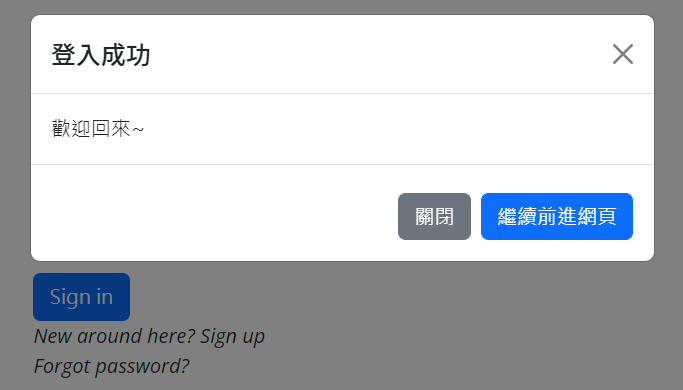 登入成功
歡迎回來~
關閉
繼續前進網頁
Sign in
New around here? Sign up
Forgot password?